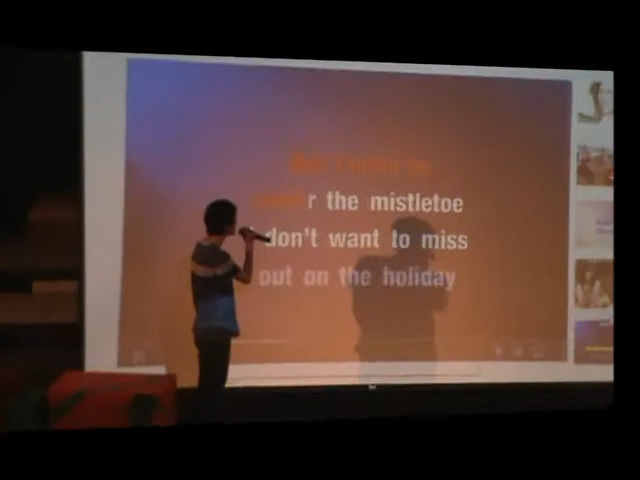 the mistletoe
don't want to miss
out on the holiday